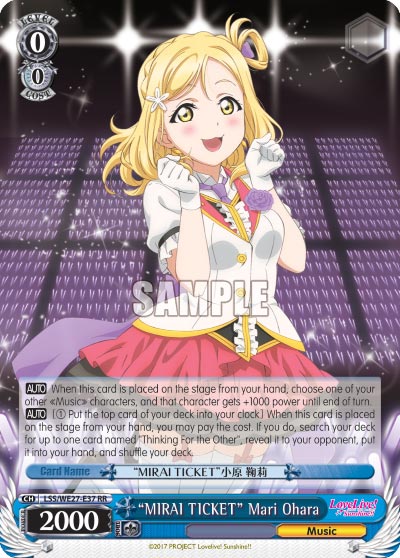 LEVEL
0
0
COST
SAMPLE
AUTO When this card is placed on the stage from your hand, choose one of your
other «Music» characters, and that character gets +1000 power until end of turn.
AUTO [① Put the top card of your deck into your clock] When this card is placed
on the stage from your hand, you may pay the cost. If you do, search your deck
for up to one card named "Thinking For the Other", reveal it to your opponent, put
it into your hand, and shuffle your deck.
Card Name
"MIRAI TICKET"小原 鞠莉
CH LSS/WE27-E37 RR
POWER
2000
"MIRAI TICKET" Mari Ohara
LoveLive!
Sunshine!!
Music
©2017 PROJECT Lovelive! Sunshine!!